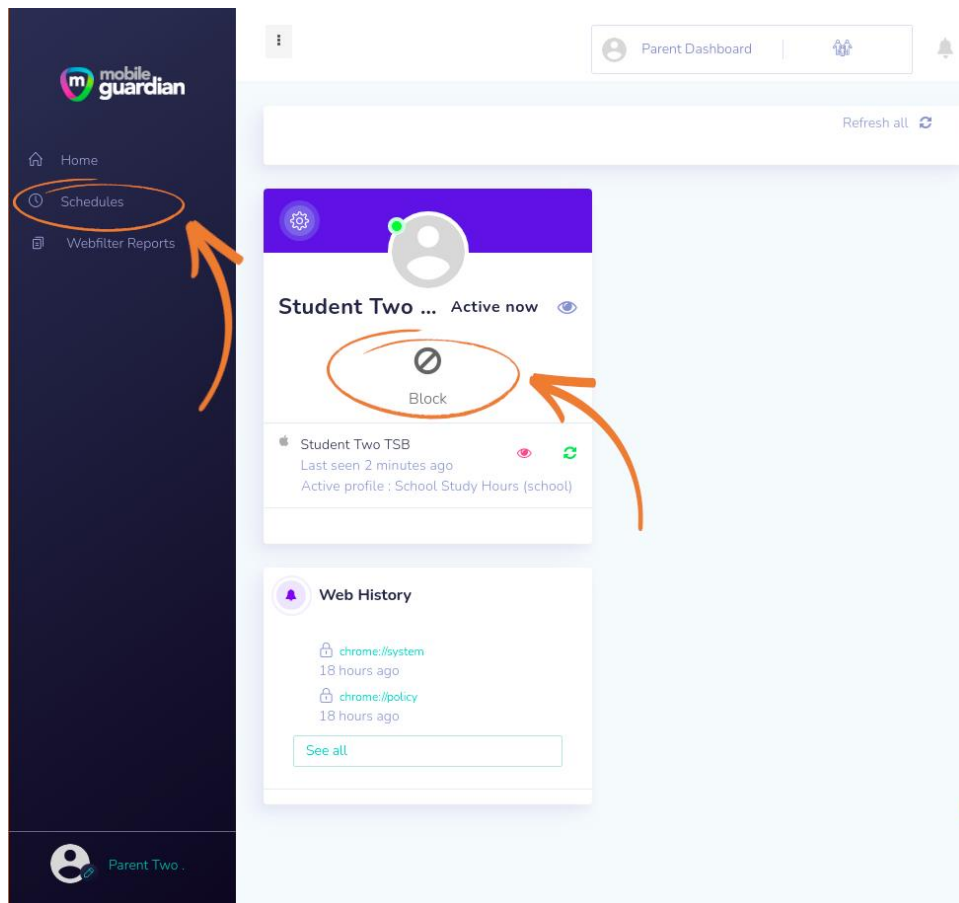 mobile
guardian
Home
Schedules
Webfilter Reports
Parent Two .
Parent Dashboard
Refresh all
Student Two ... Active now
Block
Student Two TSB
Last seen 2 minutes ago
Active profile : School Study Hours (school)
Web History
chrome://system
18 hours ago
chrome://policy
18 hours ago
See all